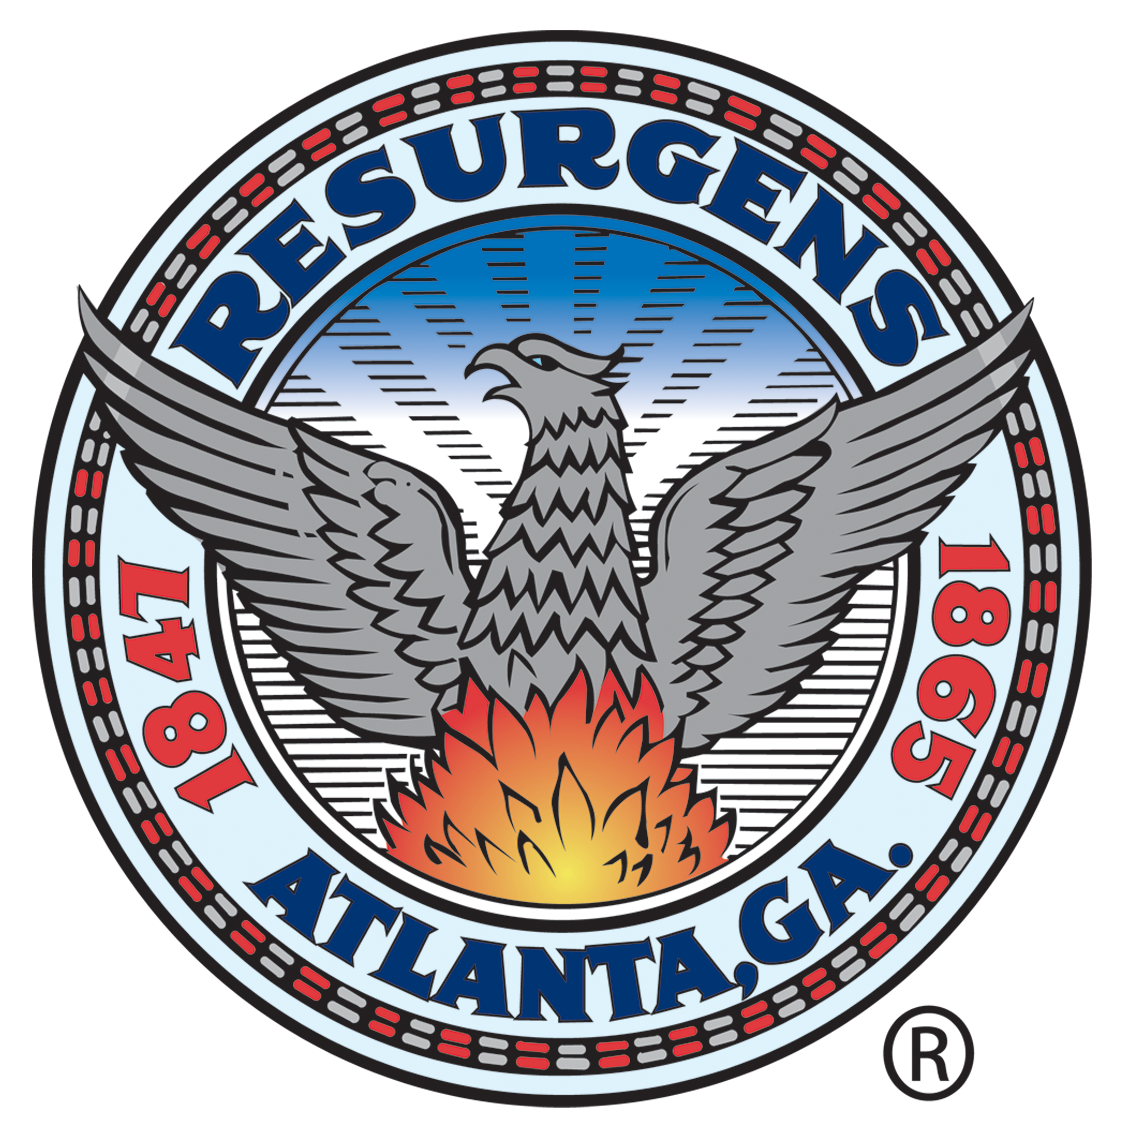 RESURGENS
1847
1865
ATLANTA, GA.
®